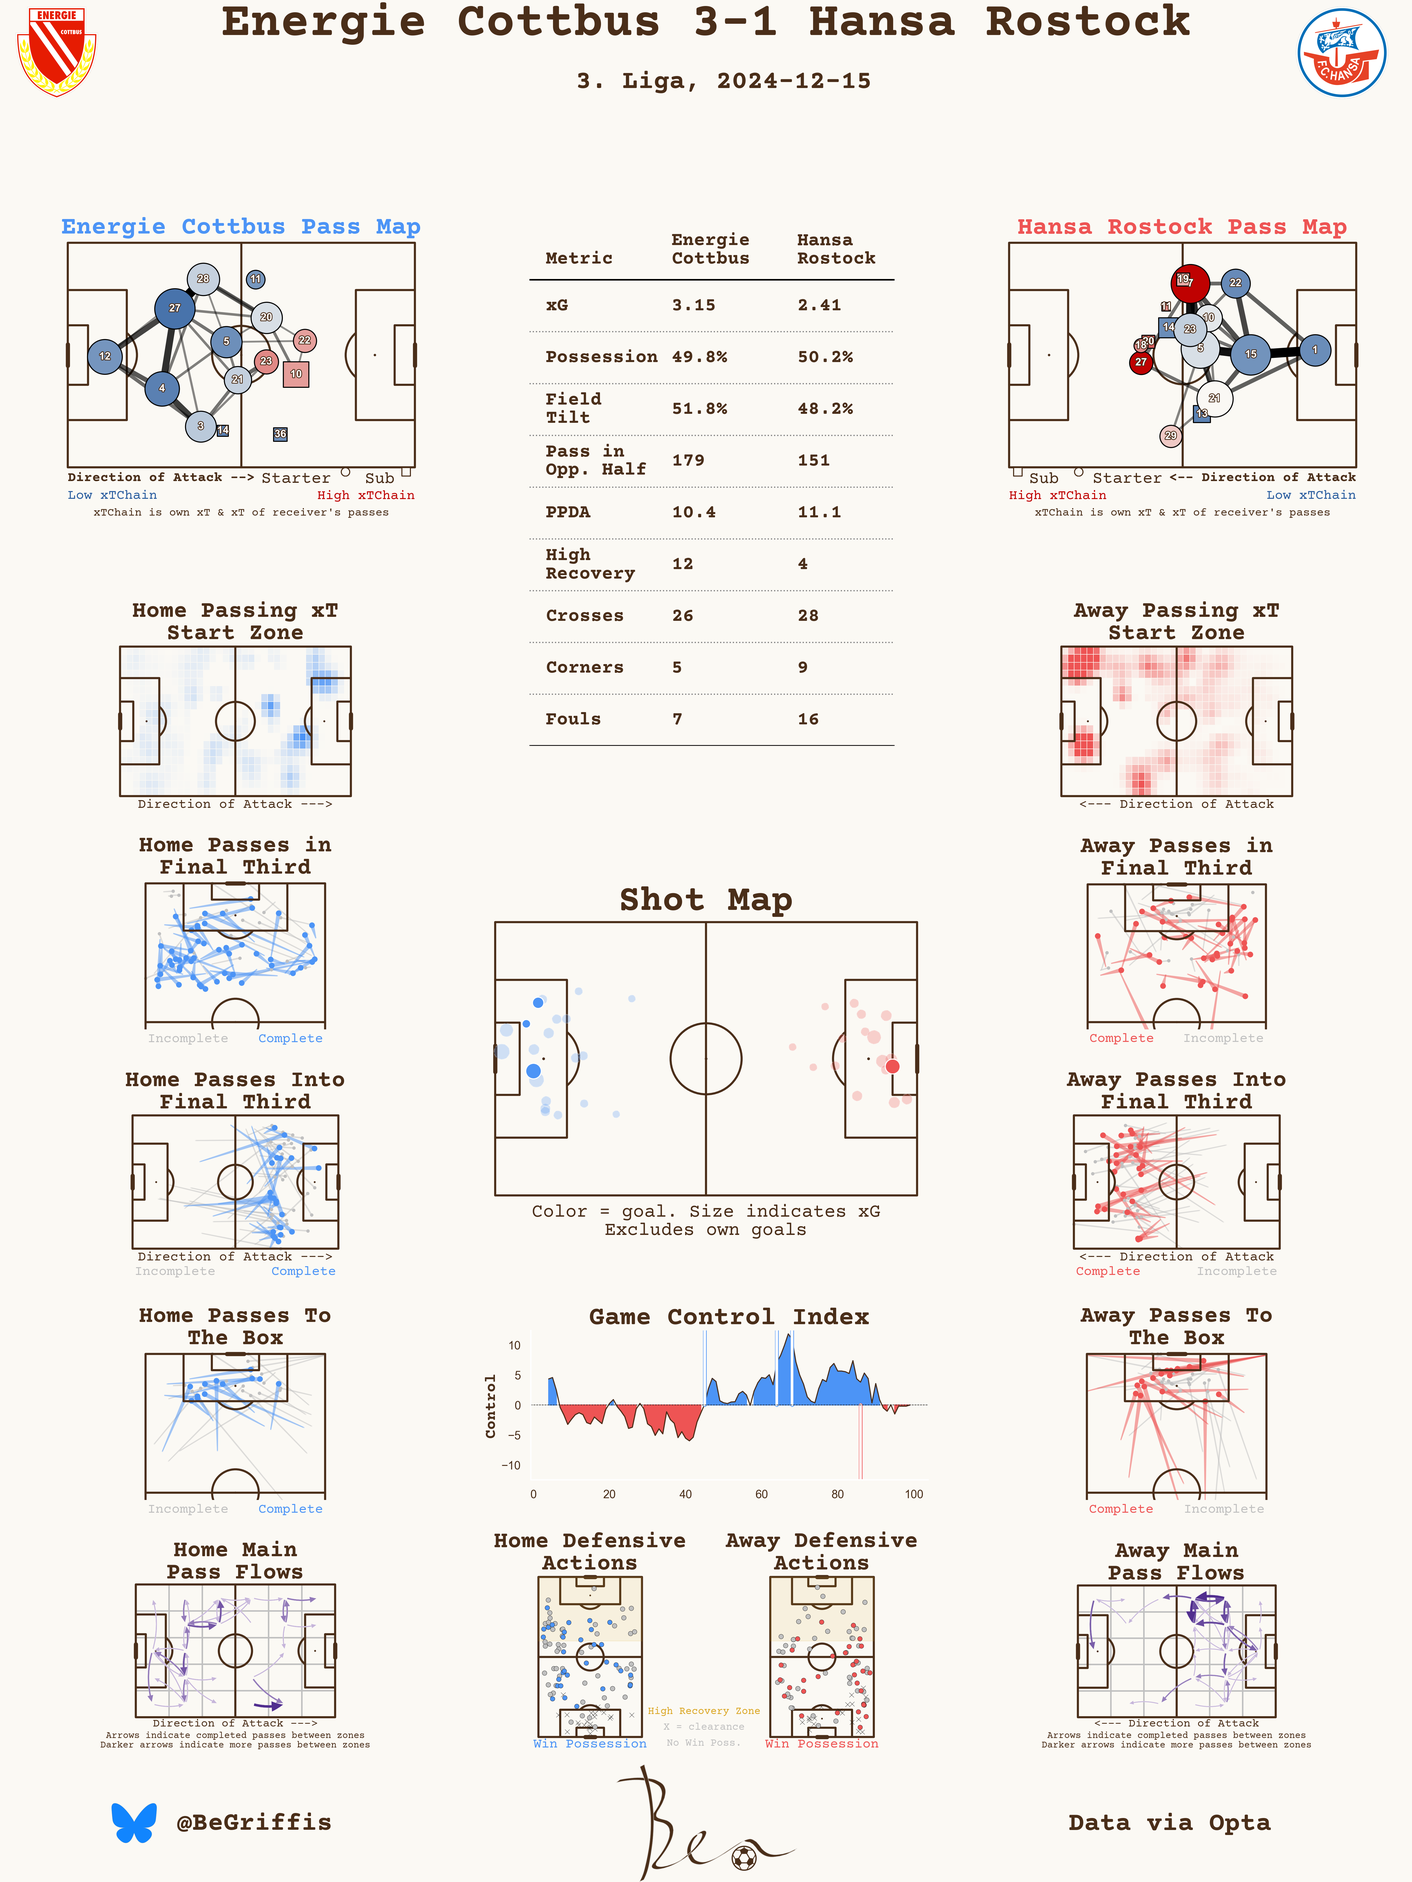 Energie Cottbus 3-1 Hansa Rostock
3. Liga, 2024-12-15
ENERGIE
COTTBUS
F.C. HANSA
Energie Cottbus Pass Map
28
11
27
20
5
22
12
23
10
21
4
3
14
36
Direction of Attack --> Starter Sub
Low xTChain High xTChain
xTChain is own xT & xT of receiver's passes
Metric Energie Cottbus Hansa Rostock
xG 3.15 2.41
Possession 49.8% 50.2%
Field Tilt 51.8% 48.2%
Pass in Opp. Half 179 151
PPDA 10.4 11.1
High Recovery 12 4
Crosses 26 28
Corners 5 9
Fouls 7 16
Hansa Rostock Pass Map
19
7
22
11
10
14
23
20
18
5
15
1
27
21
13
29
Sub Starter <-- Direction of Attack
High xTChain Low xTChain
xTChain is own xT & xT of receiver's passes
Home Passing xT
Start Zone
Direction of Attack --->
Away Passing xT
Start Zone
<--- Direction of Attack
Home Passes in
Final Third
Incomplete Complete
Shot Map
Color = goal. Size indicates xG
Excludes own goals
Away Passes in
Final Third
Complete Incomplete
Home Passes Into
Final Third
Direction of Attack --->
Incomplete Complete
Away Passes Into
Final Third
<--- Direction of Attack
Complete Incomplete
Home Passes To
The Box
Incomplete Complete
Game Control Index
Control
10
5
0
−5
−10
0 20 40 60 80 100
Away Passes To
The Box
Complete Incomplete
Home Main
Pass Flows
Direction of Attack --->
Arrows indicate completed passes between zones
Darker arrows indicate more passes between zones
Home Defensive
Actions
Win Possession
Away Defensive
Actions
Win Possession
High Recovery Zone
X = clearance
No Win Poss.
Away Main
Pass Flows
<--- Direction of Attack
Arrows indicate completed passes between zones
Darker arrows indicate more passes between zones
@BeGriffis
Ben
Data via Opta